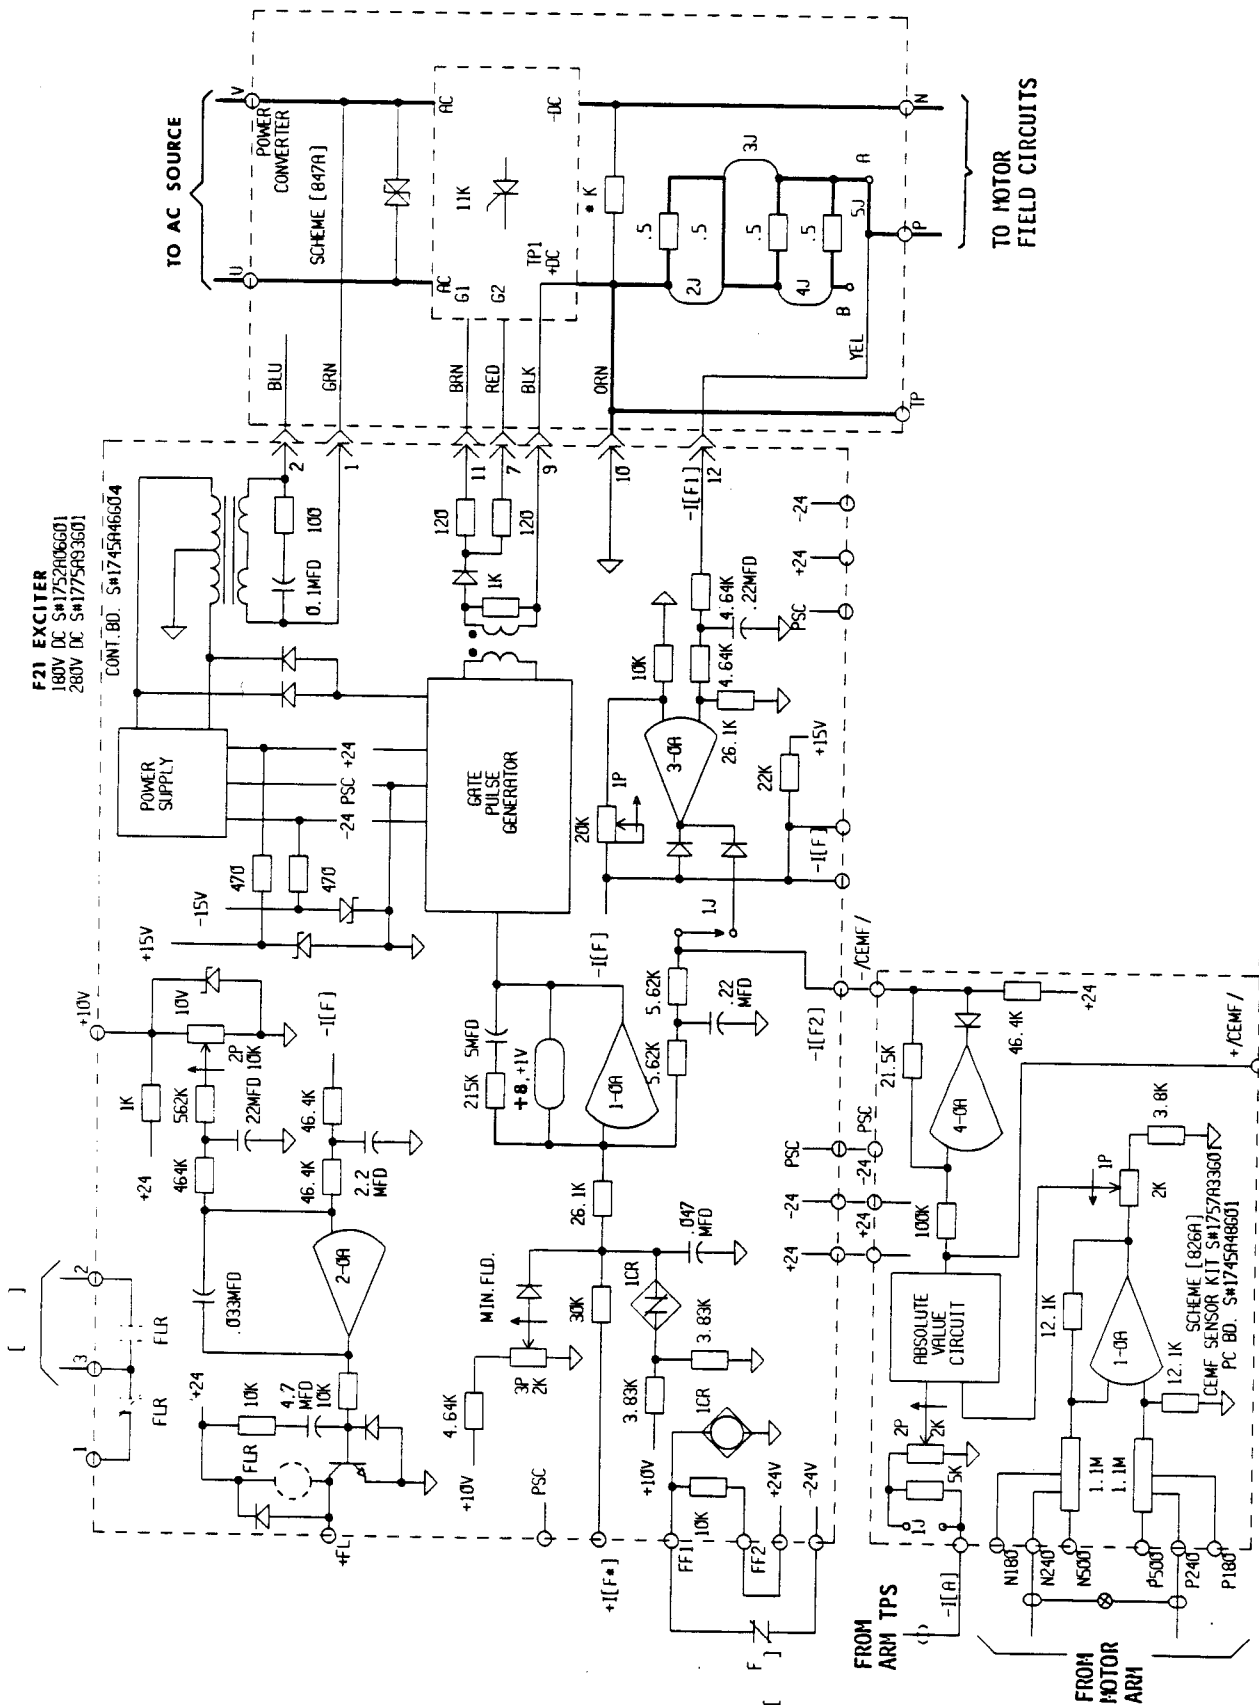 F21 EXCITER
180V DC S#1752A06G01
280V DC S#1775A93G01
CONT.BD. S#1745A46G04
TO AC SOURCE
U
V
POWER
CONVERTER
SCHEME [847A]
AC
AC
G1
G2
11K
TP1
+DC
-DC
* K
.5
.5
.5
.5
2J
3J
4J
5J
A
B
P
N
TP
YEL
TO MOTOR
FIELD CIRCUITS
BLU
GRN
BRN
RED
BLK
ORN
2
1
11
7
9
10
12
100
0.1MFD
120
120
1K
POWER
SUPPLY
+24
PSC
-24
470
470
-15V
+15V
GATE
PULSE
GENERATOR
-I[F1]
4.64K
.22MFD
4.64K
10K
26.1K
3-OA
1P
20K
22K
+15V
-I[F]
-I[F]
PSC
+24
-24
1J
+10V
10V
2P
10K
1K
+24
562K
22MFD
464K
-I[F]
46.4K
46.4K
2.2
MFD
2-OA
.033MFD
[ ]
1
3
2
FLR
FLR
+24
10K
4.7
MFD
10K
FLR
+FL
215K
5MFD
+8,+1V
1-OA
5.62K
5.62K
.22
MFD
26.1K
-I[F2]
-/CEMF/
PSC
-24
+24
PSC
-24
+24
MIN.FLD.
3P
2K
4.64K
+10V
30K
1CR
.047
MFD
3.83K
3.83K
+10V
1CR
10K
PSC
+I[F*]
FF1
FF2
+24V
-24V
[ F ]
21.5K
4-OA
46.4K
+24
100K
ABSOLUTE
VALUE
CIRCUIT
2P
2K
5K
1J
-I[A]
FROM
ARM TPS
1P
2K
3.8K
+/CEMF/
12.1K
1-OA
12.1K
1.1M
1.1M
N180
N240
N500
P500
P240
P180
FROM
MOTOR
ARM
SCHEME [826A]
CEMF SENSOR KIT S#1757A33G01
PC BD. S#1745A48G01